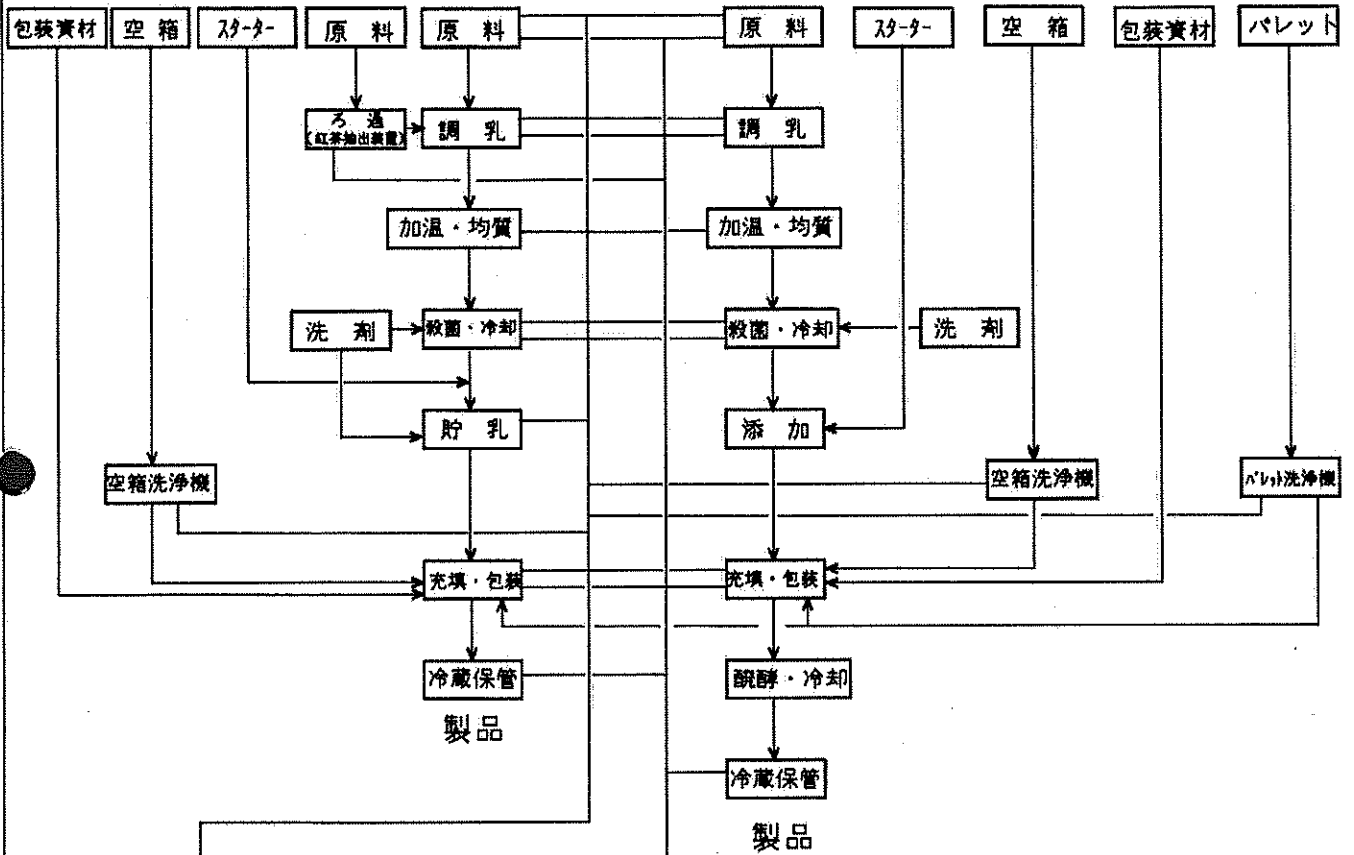 包装資材 空箱 スターター 原料 原料 原料 スターター 空箱 包装資材 パレット
ろ過
(紅茶抽出装置)
調乳 調乳
加温・均質 加温・均質
洗剤 殺菌・冷却 殺菌・冷却 洗剤
貯乳 添加
空箱洗浄機 空箱洗浄機 パレット洗浄機
充填・包装 充填・包装
冷蔵保管 醗酵・冷却
製品
冷蔵保管
製品